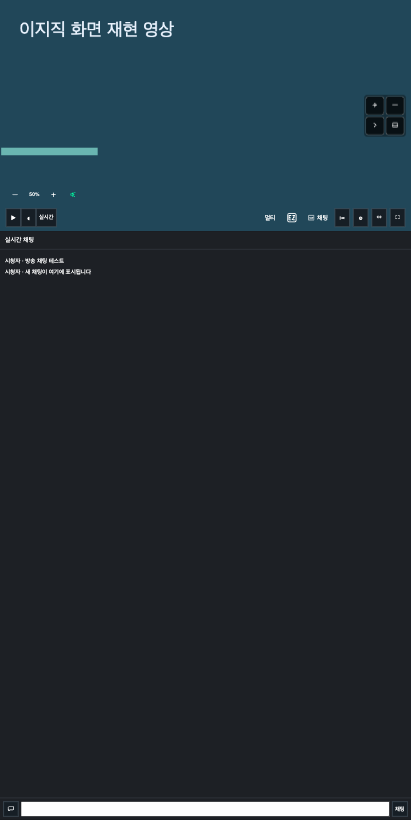 이지직 화면 재현 영상
50%
실시간
멀티
EZ
채팅
실시간 채팅
시청자 · 방송 채팅 테스트
시청자 · 새 채팅이 여기에 표시됩니다
채팅